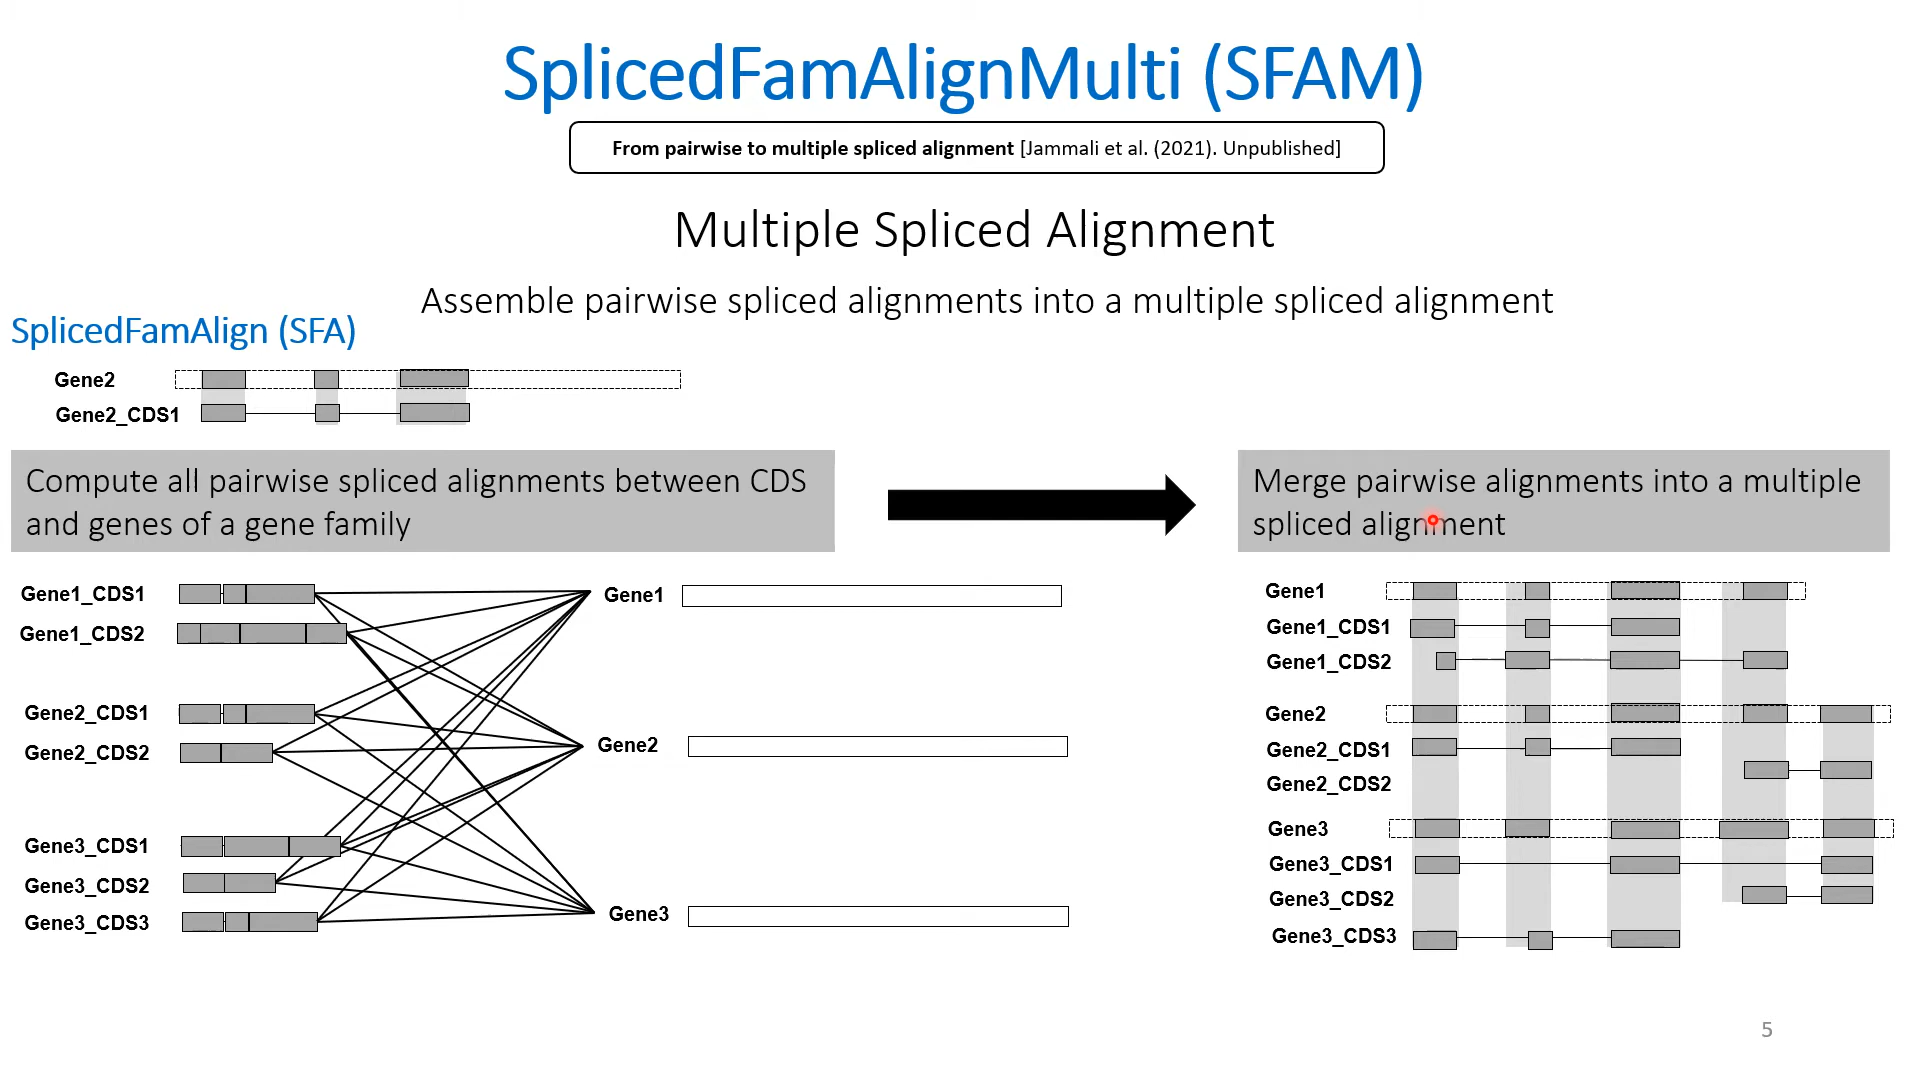 SplicedFamAlignMulti (SFAM)
From pairwise to multiple spliced alignment [Jammali et al. (2021). Unpublished]
Multiple Spliced Alignment
Assemble pairwise spliced alignments into a multiple spliced alignment
SplicedFamAlign (SFA)
Gene2
Gene2_CDS1
Compute all pairwise spliced alignments between CDS
and genes of a gene family
Gene1_CDS1
Gene1_CDS2
Gene2_CDS1
Gene2_CDS2
Gene3_CDS1
Gene3_CDS2
Gene3_CDS3
Gene1
Gene2
Gene3
Merge pairwise alignments into a multiple
spliced alignment
Gene1
Gene1_CDS1
Gene1_CDS2
Gene2
Gene2_CDS1
Gene2_CDS2
Gene3
Gene3_CDS1
Gene3_CDS2
Gene3_CDS3
5